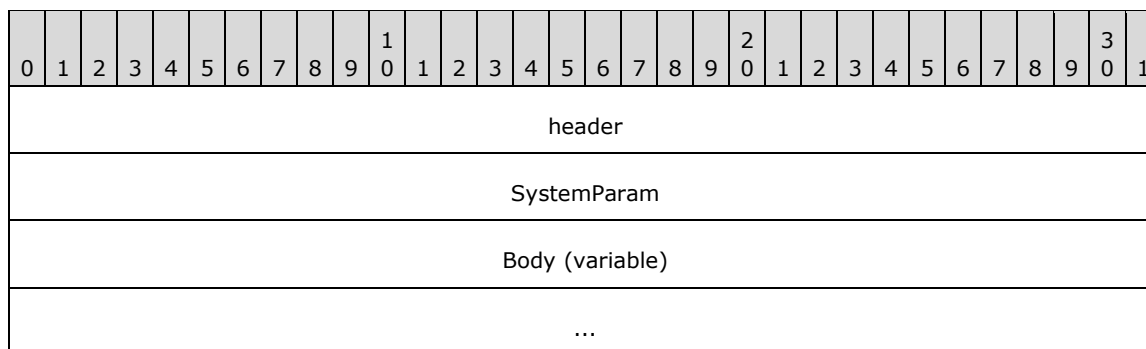 1 2 3
0 1 2 3 4 5 6 7 8 9 0 1 2 3 4 5 6 7 8 9 0 1 2 3 4 5 6 7 8 9 0 1
header
SystemParam
Body (variable)
...